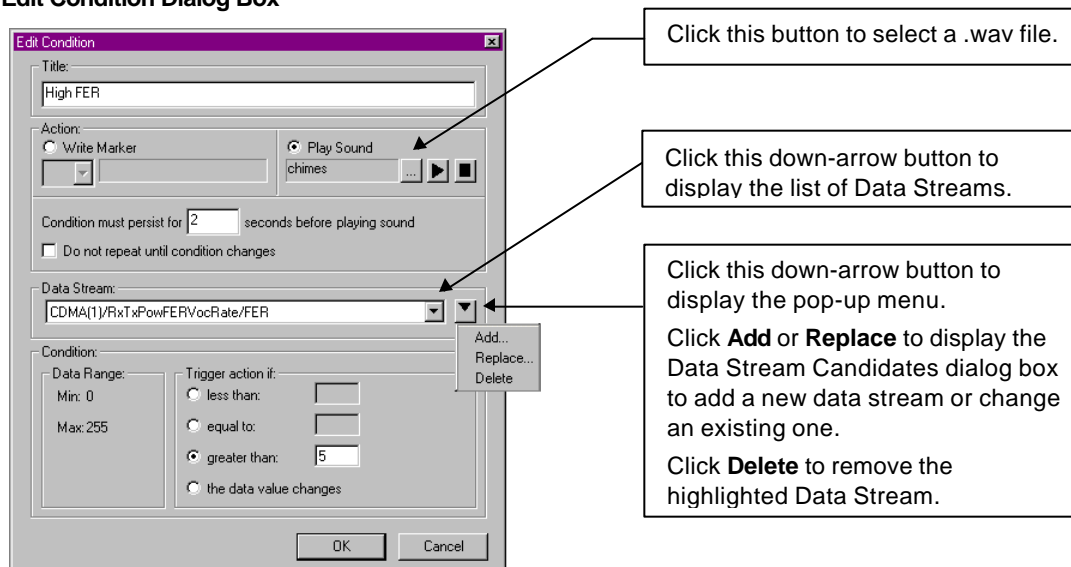 Edit Condition Dialog Box
Edit Condition
Title:
High FER
Action:
Write Marker
Play Sound
chimes
...
Condition must persist for 2 seconds before playing sound
Do not repeat until condition changes
Data Stream:
CDMA(1)/RxTxPowFERVocRate/FER
Add...
Replace...
Delete
Condition:
Data Range:
Min: 0
Max: 255
Trigger action if:
less than:
equal to:
greater than: 5
the data value changes
OK
Cancel
Click this button to select a .wav file.
Click this down-arrow button to
display the list of Data Streams.
Click this down-arrow button to
display the pop-up menu.
Click Add or Replace to display the
Data Stream Candidates dialog box
to add a new data stream or change
an existing one.
Click Delete to remove the
highlighted Data Stream.